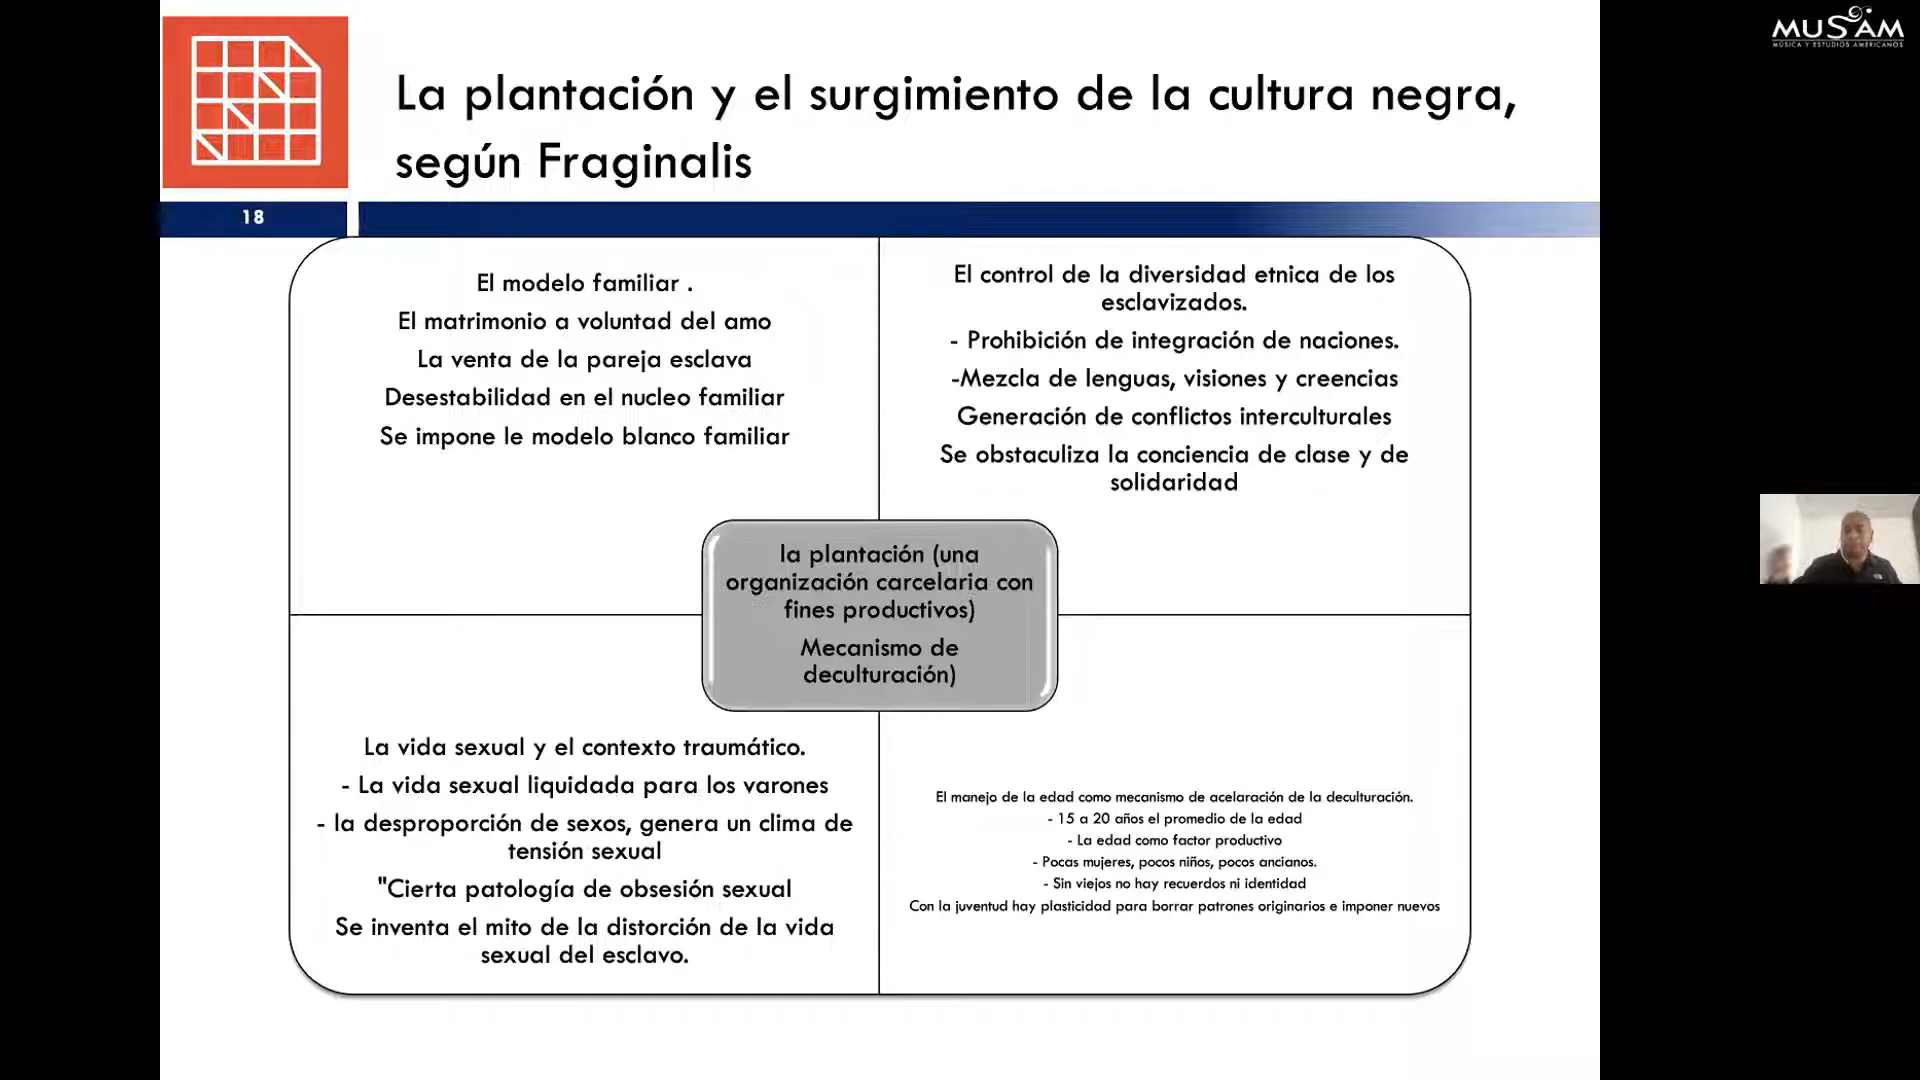 MUSAM
MÚSICA Y ESTUDIOS AMERICANOS
La plantación y el surgimiento de la cultura negra,
según Fraginalis
18
El modelo familiar .
El matrimonio a voluntad del amo
La venta de la pareja esclava
Desestabilidad en el nucleo familiar
Se impone le modelo blanco familiar
El control de la diversidad etnica de los
esclavizados.
- Prohibición de integración de naciones.
-Mezcla de lenguas, visiones y creencias
Generación de conflictos interculturales
Se obstaculiza la conciencia de clase y de
solidaridad
la plantación (una
organización carcelaria con
fines productivos)
Mecanismo de
deculturación)
La vida sexual y el contexto traumático.
- La vida sexual liquidada para los varones
- la desproporción de sexos, genera un clima de
tensión sexual
"Cierta patología de obsesión sexual
Se inventa el mito de la distorción de la vida
sexual del esclavo.
El manejo de la edad como mecanismo de acelaración de la deculturación.
- 15 a 20 años el promedio de la edad
- La edad como factor productivo
- Pocas mujeres, pocos niños, pocos ancianos.
- Sin viejos no hay recuerdos ni identidad
Con la juventud hay plasticidad para borrar patrones originarios e imponer nuevos